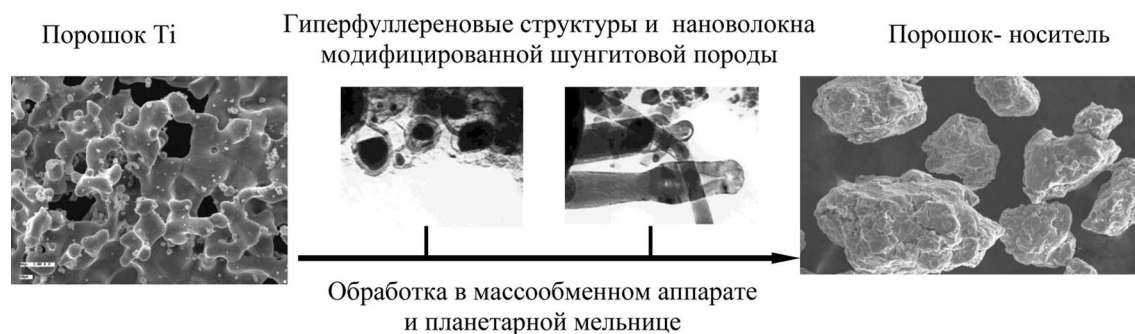 Порошок Ti
Гиперфуллереновые структуры и нановолокна
модифицированной шунгитовой породы
Порошок- носитель
Обработка в массообменном аппарате
и планетарной мельнице